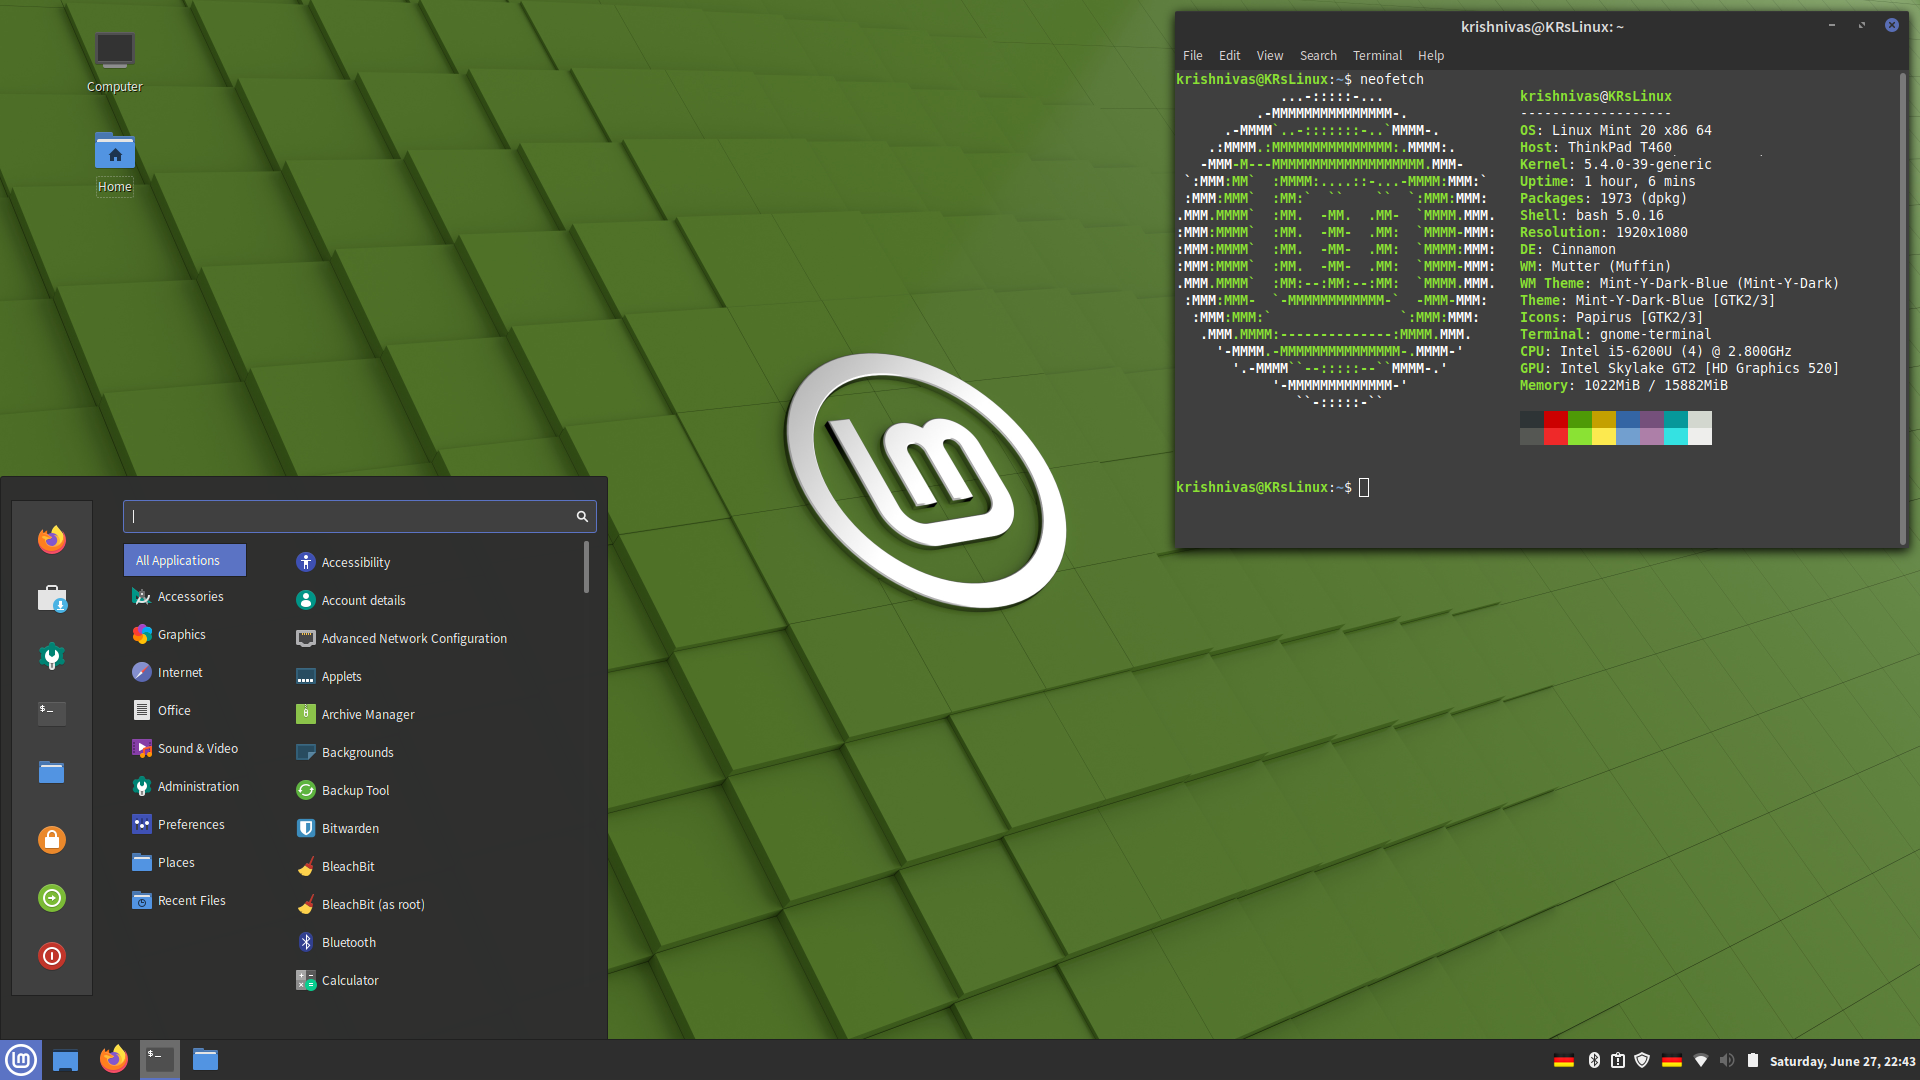 Computer
Home
krishnivas@KRsLinux: ~
File Edit View Search Terminal Help
krishnivas@KRsLinux:~$ neofetch
krishnivas@KRsLinux
-------------------
OS: Linux Mint 20 x86 64
Host: ThinkPad T460
Kernel: 5.4.0-39-generic
Uptime: 1 hour, 6 mins
Packages: 1973 (dpkg)
Shell: bash 5.0.16
Resolution: 1920x1080
DE: Cinnamon
WM: Mutter (Muffin)
WM Theme: Mint-Y-Dark-Blue (Mint-Y-Dark)
Theme: Mint-Y-Dark-Blue [GTK2/3]
Icons: Papirus [GTK2/3]
Terminal: gnome-terminal
CPU: Intel i5-6200U (4) @ 2.800GHz
GPU: Intel Skylake GT2 [HD Graphics 520]
Memory: 1022MiB / 15882MiB
krishnivas@KRsLinux:~$
All Applications
Accessories
Graphics
Internet
Office
Sound & Video
Administration
Preferences
Places
Recent Files
Accessibility
Account details
Advanced Network Configuration
Applets
Archive Manager
Backgrounds
Backup Tool
Bitwarden
BleachBit
BleachBit (as root)
Bluetooth
Calculator
Saturday, June 27, 22:43